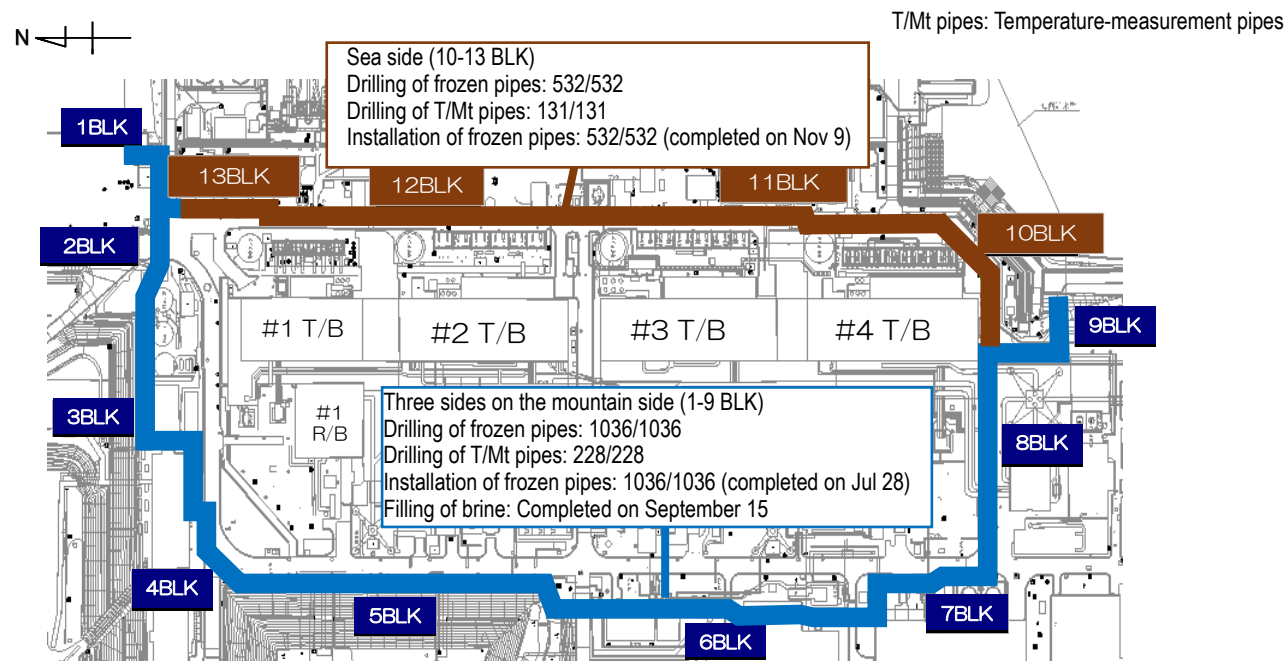 T/Mt pipes: Temperature-measurement pipes
N
Sea side (10-13 BLK)
Drilling of frozen pipes: 532/532
Drilling of T/Mt pipes: 131/131
Installation of frozen pipes: 532/532 (completed on Nov 9)
1BLK
13BLK
12BLK
11BLK
10BLK
2BLK
#1 T/B
#2 T/B
#3 T/B
#4 T/B
9BLK
#1
R/B
Three sides on the mountain side (1-9 BLK)
Drilling of frozen pipes: 1036/1036
Drilling of T/Mt pipes: 228/228
Installation of frozen pipes: 1036/1036 (completed on Jul 28)
Filling of brine: Completed on September 15
3BLK
8BLK
4BLK
5BLK
7BLK
6BLK